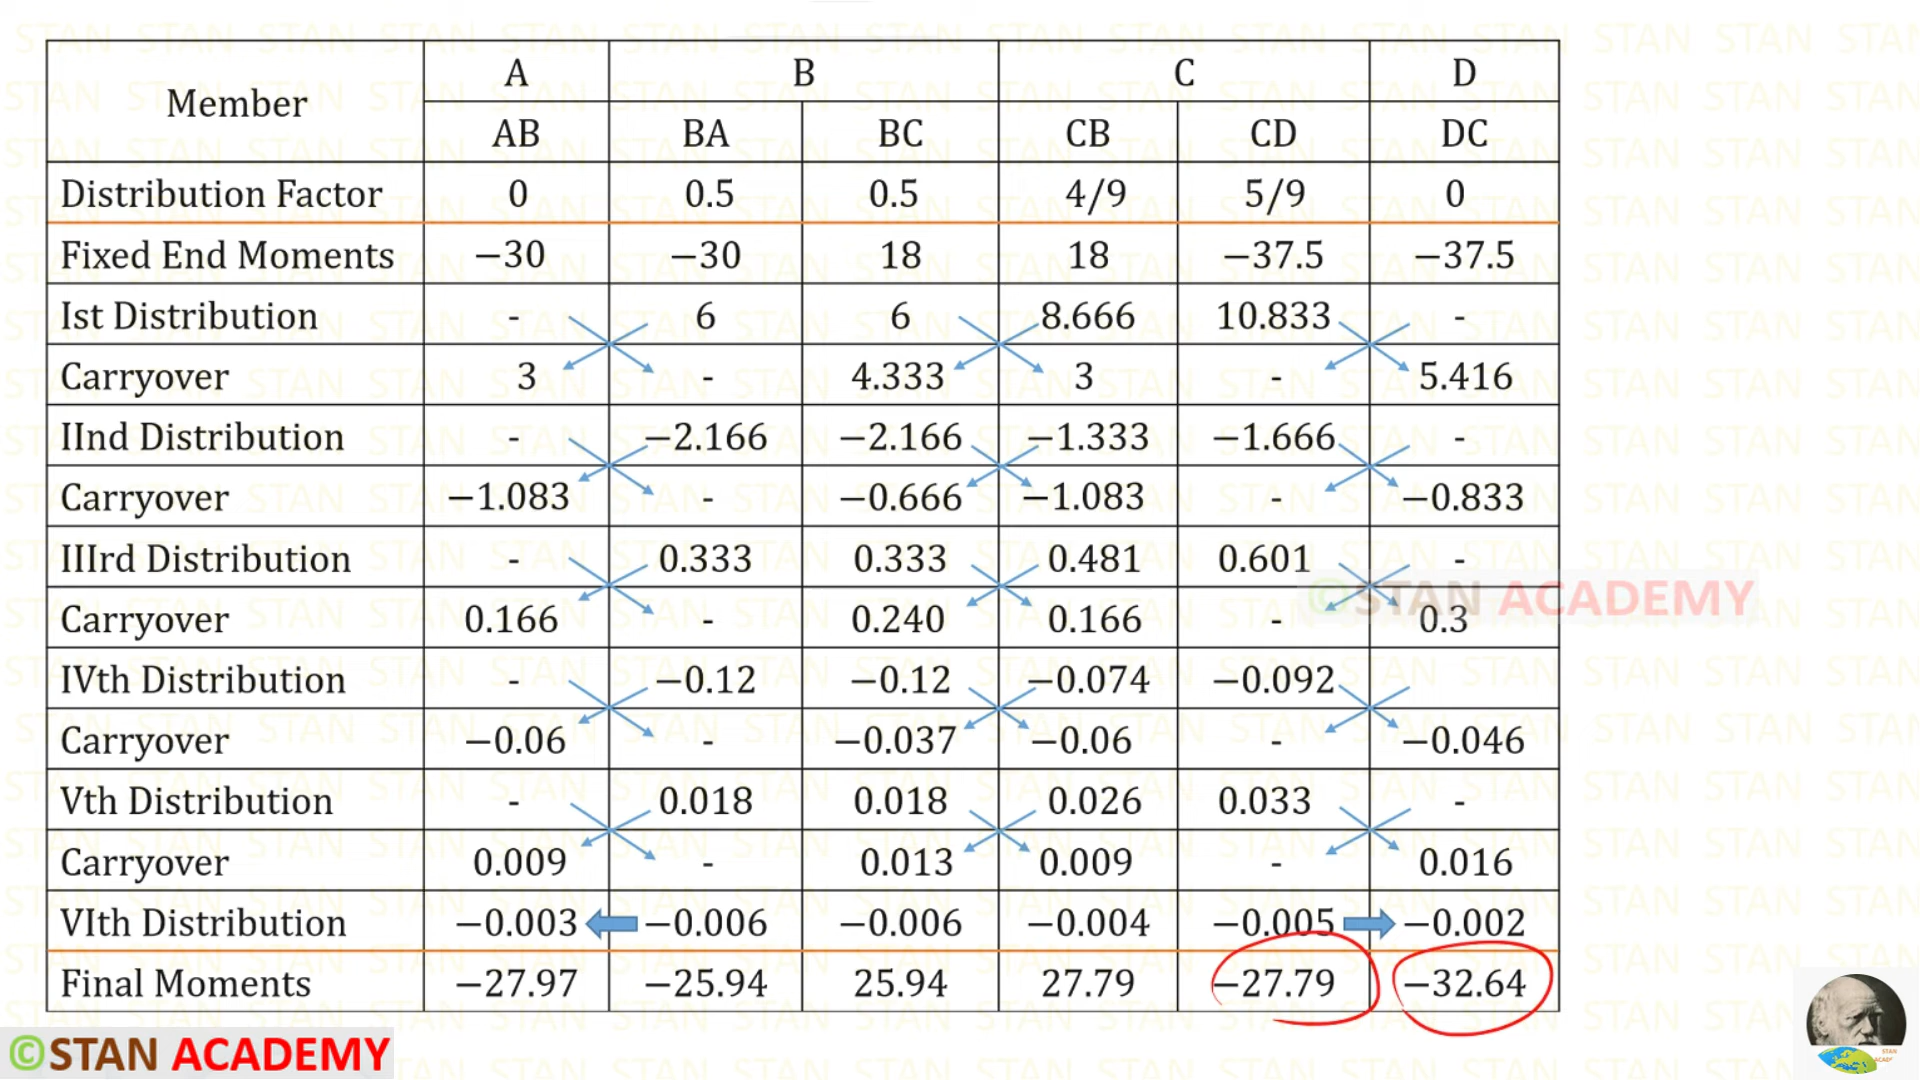 Member A B C D
AB BA BC CB CD DC
Distribution Factor 0 0.5 0.5 4/9 5/9 0
Fixed End Moments −30 −30 18 18 −37.5 −37.5
Ist Distribution - 6 6 8.666 10.833 -
Carryover 3 - 4.333 3 - 5.416
IInd Distribution - −2.166 −2.166 −1.333 −1.666 -
Carryover −1.083 - −0.666 −1.083 - −0.833
IIIrd Distribution - 0.333 0.333 0.481 0.601 -
©STAN ACADEMY
Carryover 0.166 - 0.240 0.166 - 0.3
IVth Distribution - −0.12 −0.12 −0.074 −0.092
Carryover −0.06 - −0.037 −0.06 - −0.046
Vth Distribution - 0.018 0.018 0.026 0.033 -
Carryover 0.009 - 0.013 0.009 - 0.016
VIth Distribution −0.003 −0.006 −0.006 −0.004 −0.005 −0.002
Final Moments −27.97 −25.94 25.94 27.79 −27.79 −32.64
©STAN ACADEMY